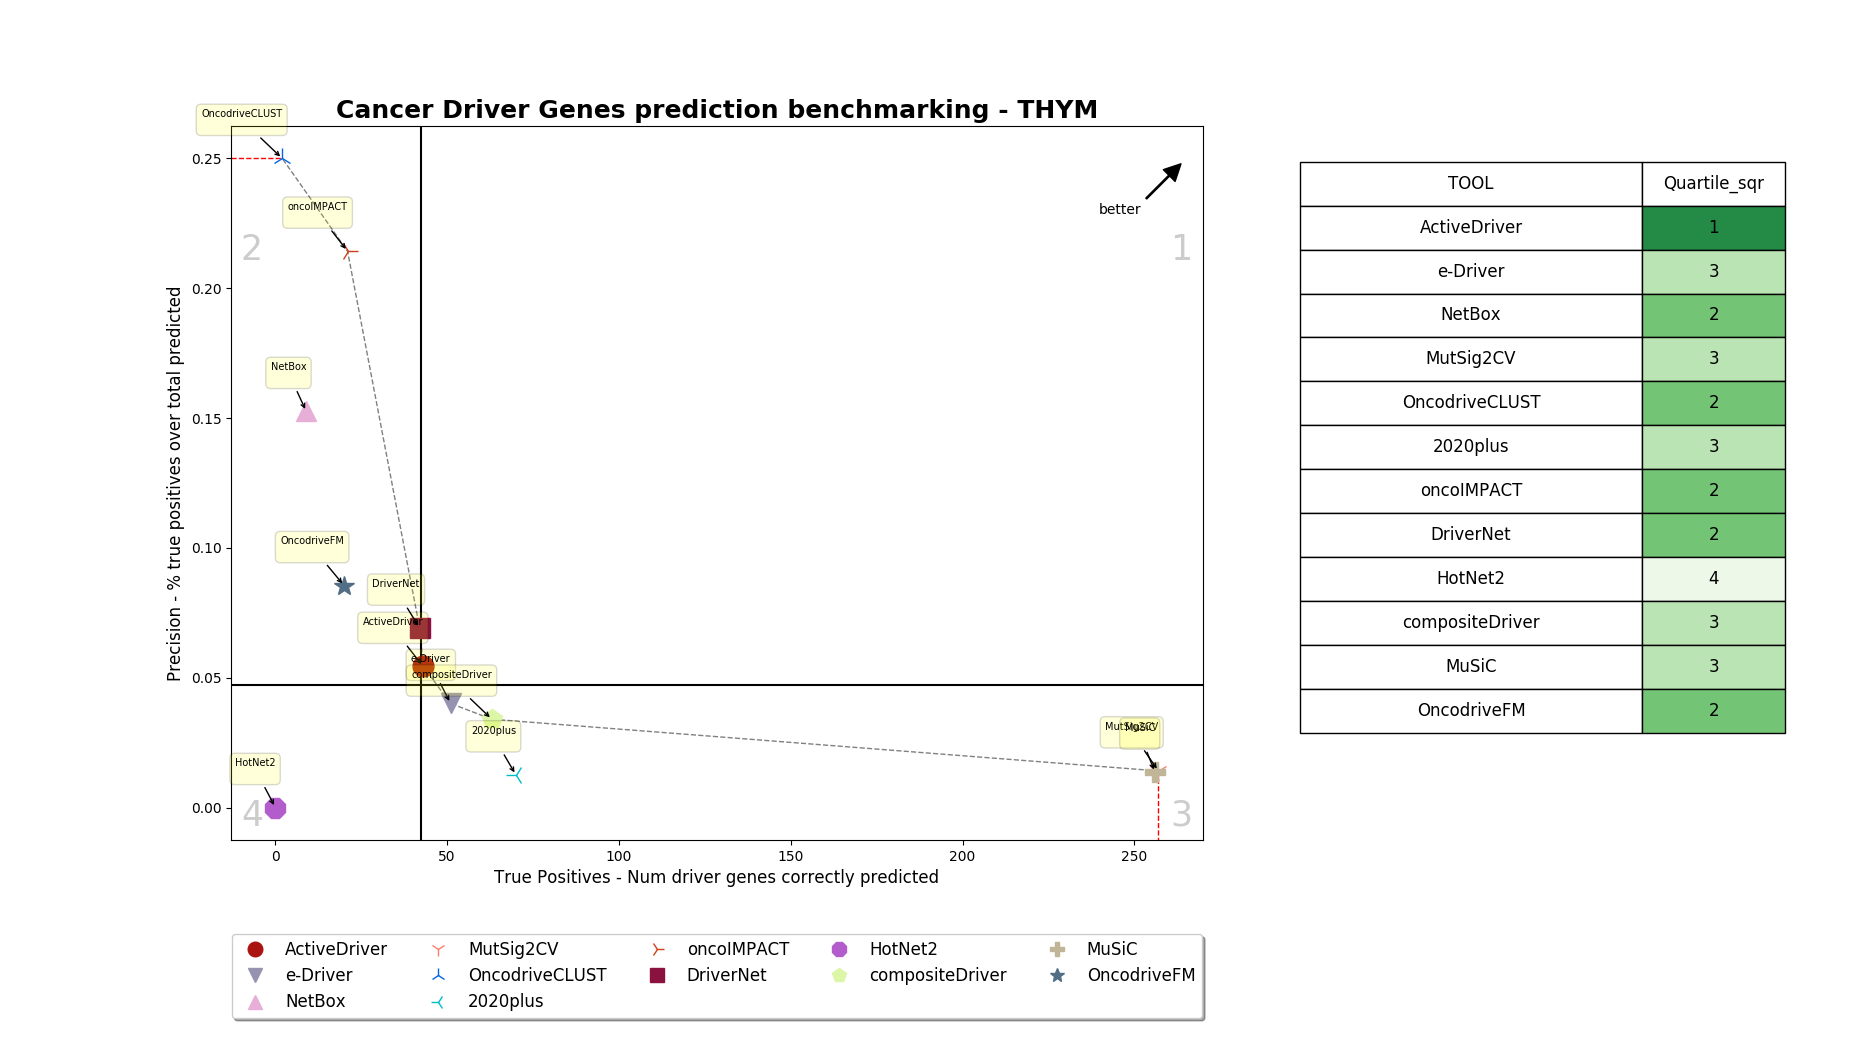 Cancer Driver Genes prediction benchmarking - THYM
OncodriveCLUST
oncoIMPACT
NetBox
OncodriveFM
DriverNet
ActiveDriver
e-Driver
compositeDriver
2020plus
MutSig2CV
MuSiC
HotNet2
better
2
1
4
3
0.25
0.20
0.15
0.10
0.05
0.00
Precision - % true positives over total predicted
0 50 100 150 200 250
True Positives - Num driver genes correctly predicted
ActiveDriver MutSig2CV oncoIMPACT HotNet2 MuSiC
e-Driver OncodriveCLUST DriverNet compositeDriver OncodriveFM
NetBox 2020plus
TOOL Quartile_sqr
ActiveDriver 1
e-Driver 3
NetBox 2
MutSig2CV 3
OncodriveCLUST 2
2020plus 3
oncoIMPACT 2
DriverNet 2
HotNet2 4
compositeDriver 3
MuSiC 3
OncodriveFM 2